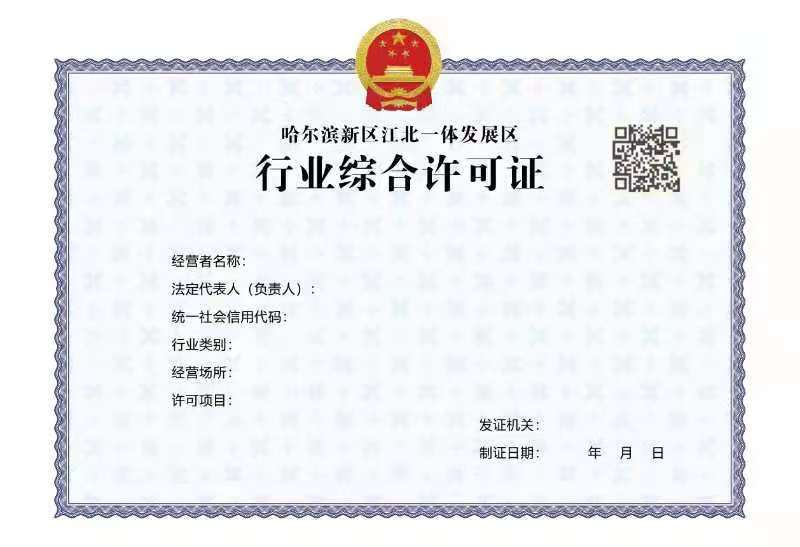 哈尔滨新区江北一体发展区
行业综合许可证
经营者名称：
法定代表人（负责人）：
统一社会信用代码：
行业类别：
经营场所：
许可项目：
发证机关：
制证日期： 年 月 日